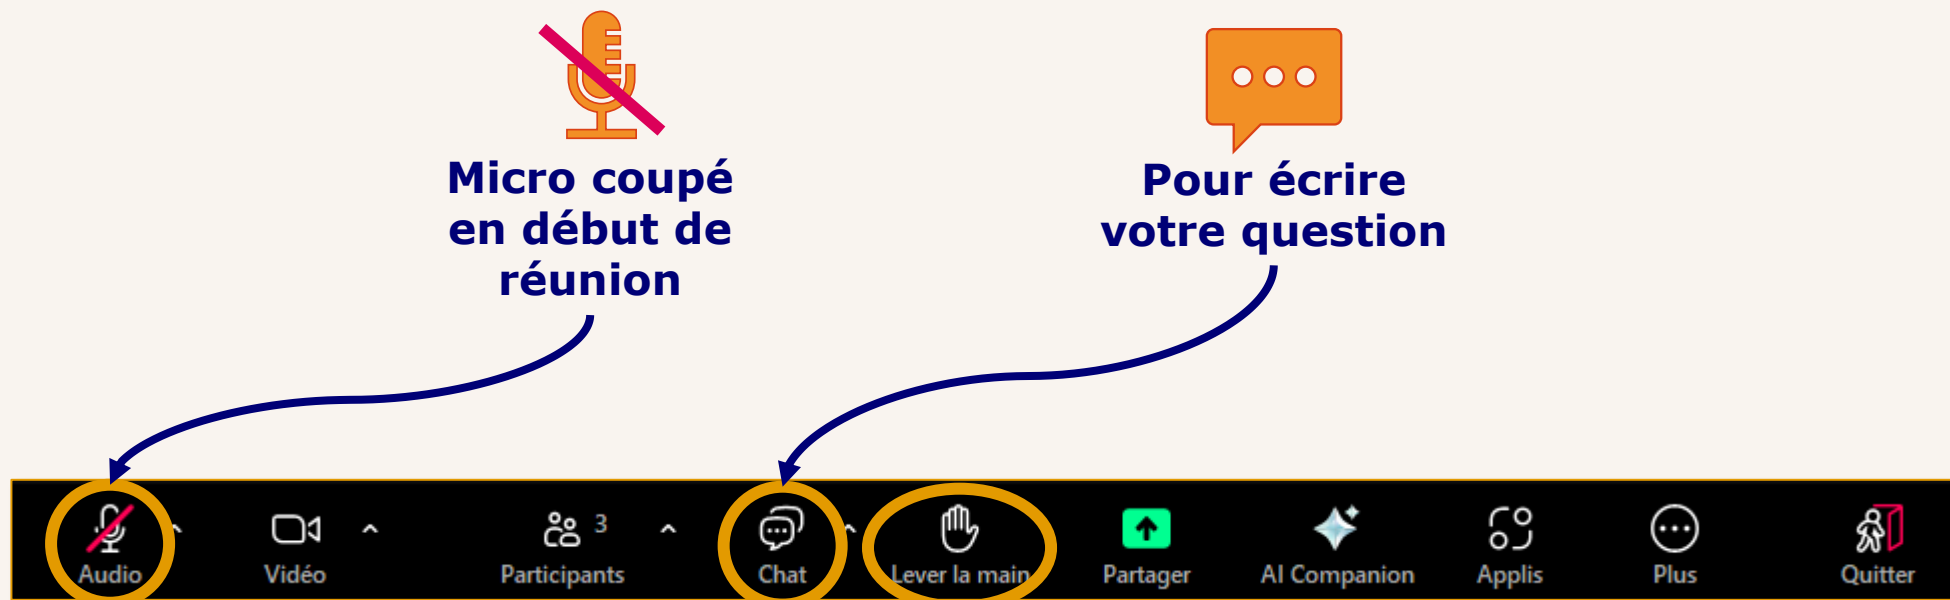 Micro coupé
en début de
réunion
Pour écrire
votre question
Audio
Vidéo
3
Participants
Chat
Lever la main
Partager
AI Companion
Applis
Plus
Quitter